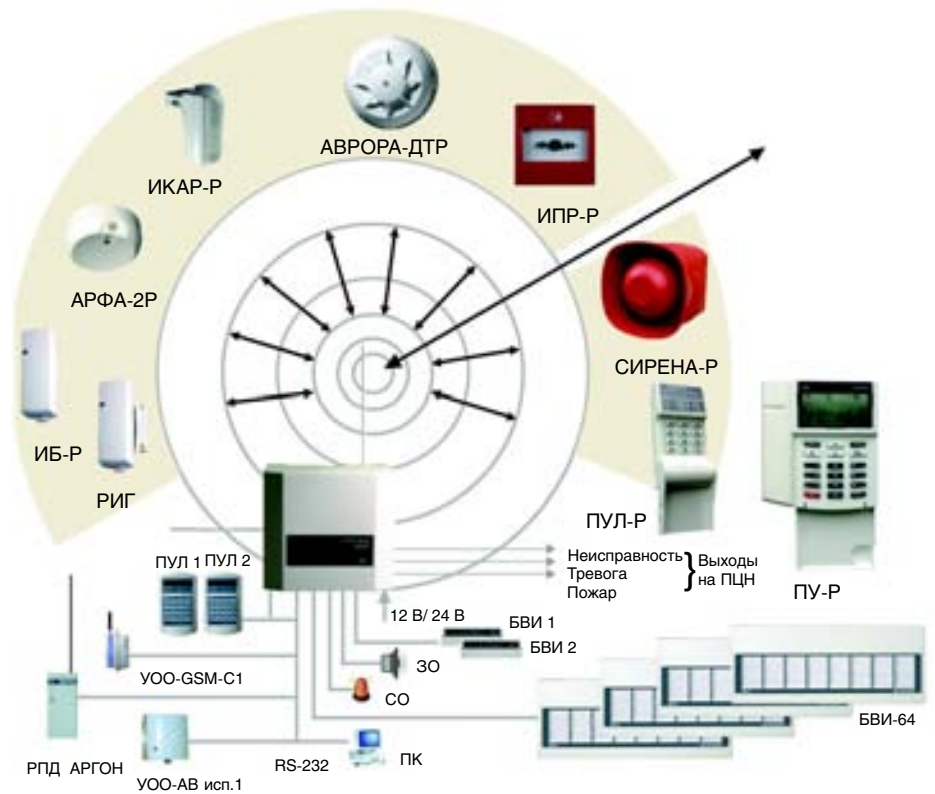 АВРОРА-ДТР
ИКАР-Р
ИПР-Р
АРФА-2Р
СИРЕНА-Р
ИБ-Р
РИГ
ПУЛ-Р
ПУ-Р
Неисправность
Тревога
Пожар
} Выходы
на ПЦН
ПУЛ 1 ПУЛ 2
12 В/ 24 В
БВИ 1
БВИ 2
ЗО
УОО-GSM-C1
СО
БВИ-64
РПД АРГОН
УОО-АВ исп.1
RS-232
ПК